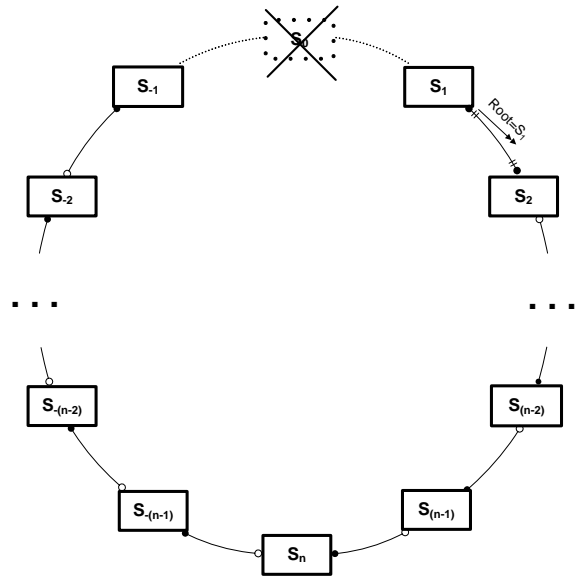 S₀
S₋₁
S₁
Root=S₁
S₋₂
S₂
. . .
. . .
S₋₍ₙ₋₂₎
S₍ₙ₋₂₎
S₋₍ₙ₋₁₎
S₍ₙ₋₁₎
Sₙ